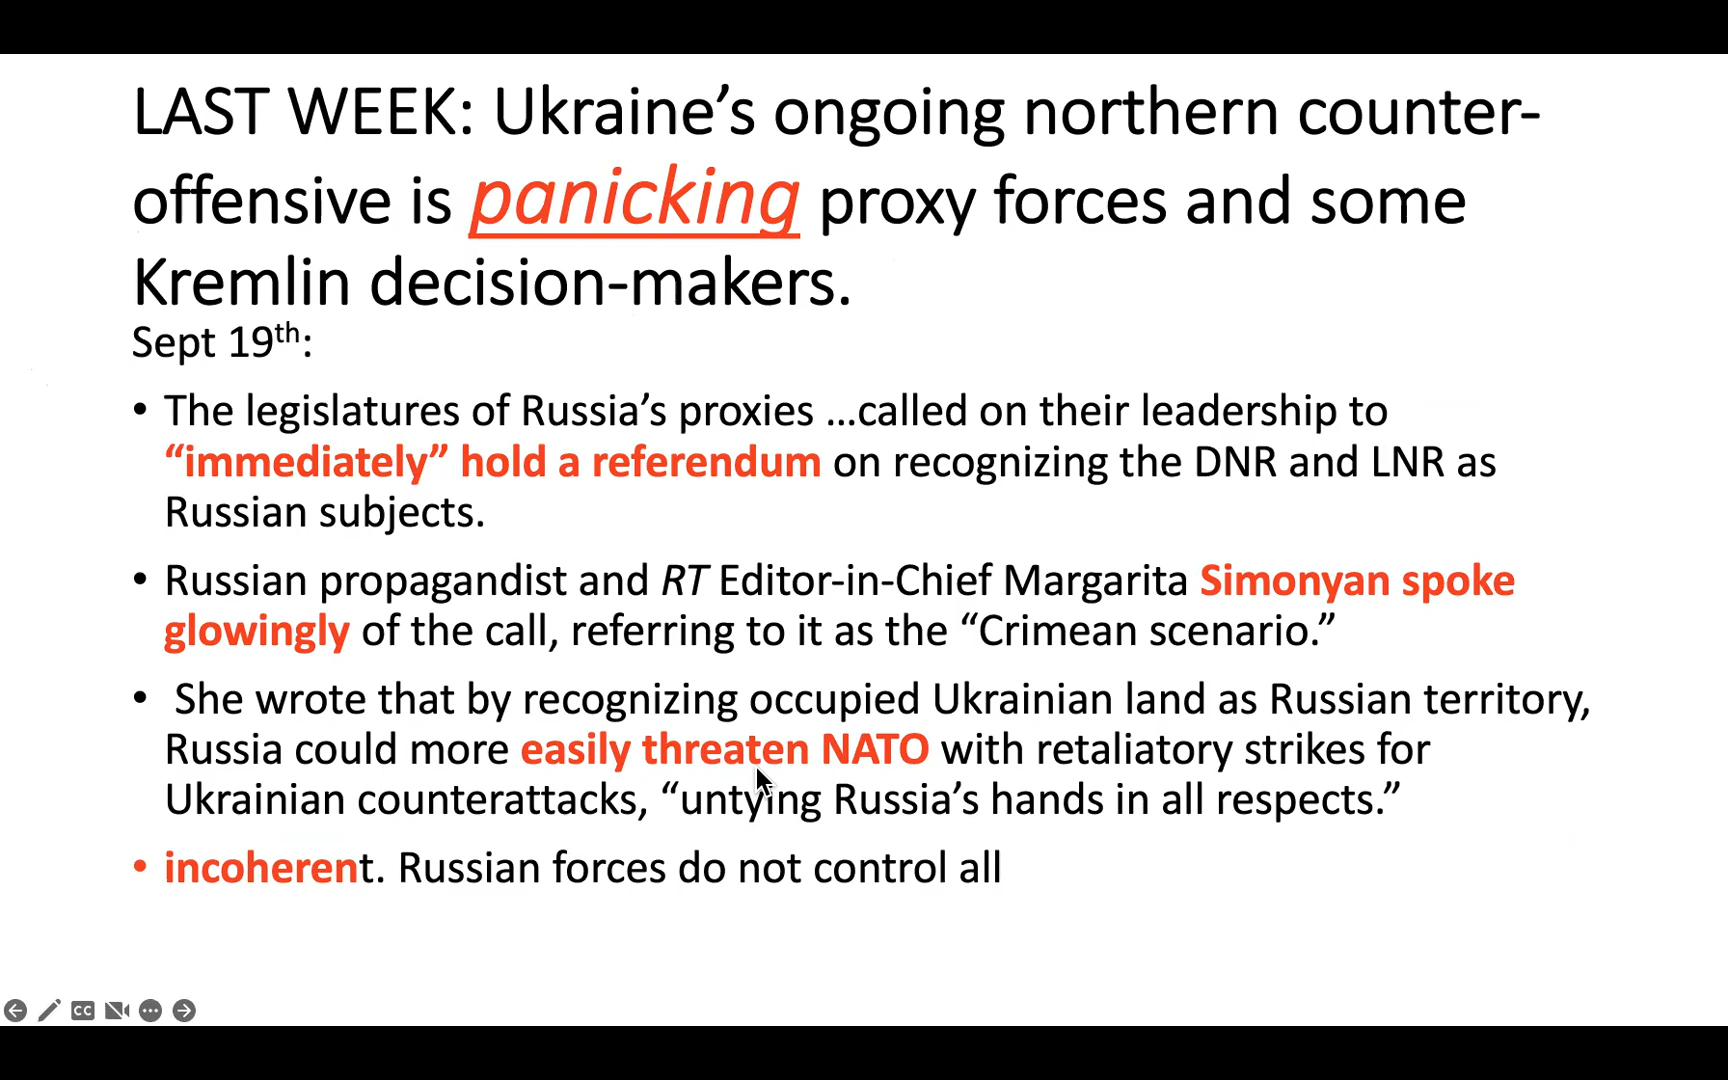 LAST WEEK: Ukraine’s ongoing northern counter-
offensive is panicking proxy forces and some
Kremlin decision-makers.
Sept 19th:
• The legislatures of Russia’s proxies …called on their leadership to
“immediately” hold a referendum on recognizing the DNR and LNR as
Russian subjects.
• Russian propagandist and RT Editor-in-Chief Margarita Simonyan spoke
glowingly of the call, referring to it as the “Crimean scenario.”
• She wrote that by recognizing occupied Ukrainian land as Russian territory,
Russia could more easily threaten NATO with retaliatory strikes for
Ukrainian counterattacks, “untying Russia’s hands in all respects.”
• incoherent. Russian forces do not control all
CC